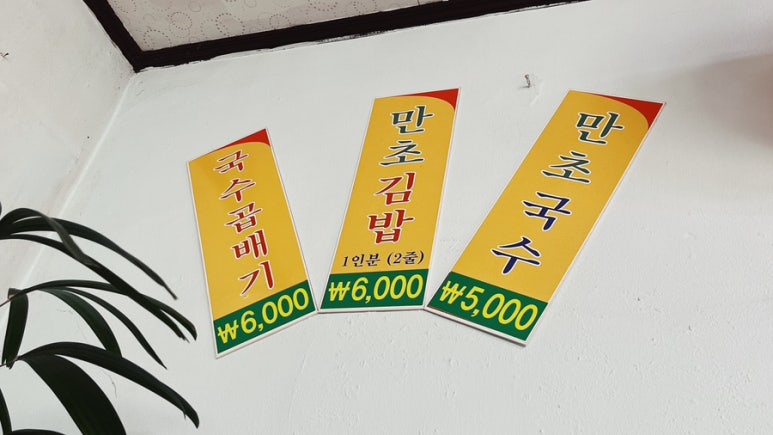 국수곱배기
₩6,000
만초김밥
1인분 (2줄)
₩6,000
만초국수
₩5,000